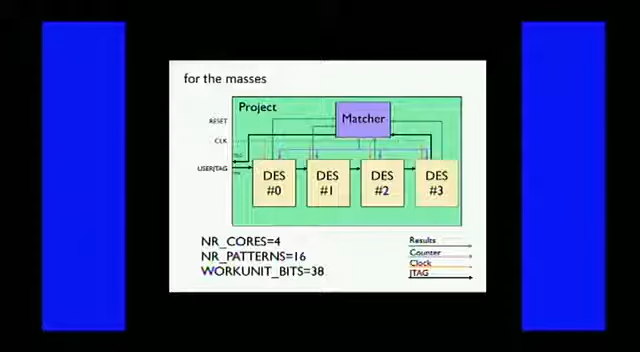 for the masses
Project
Matcher
RESET
CLK
USERJTAG
DES #0
DES #1
DES #2
DES #3
NR_CORES=4
NR_PATTERNS=16
WORKUNIT_BITS=38
Results
Counter
Clock
JTAG